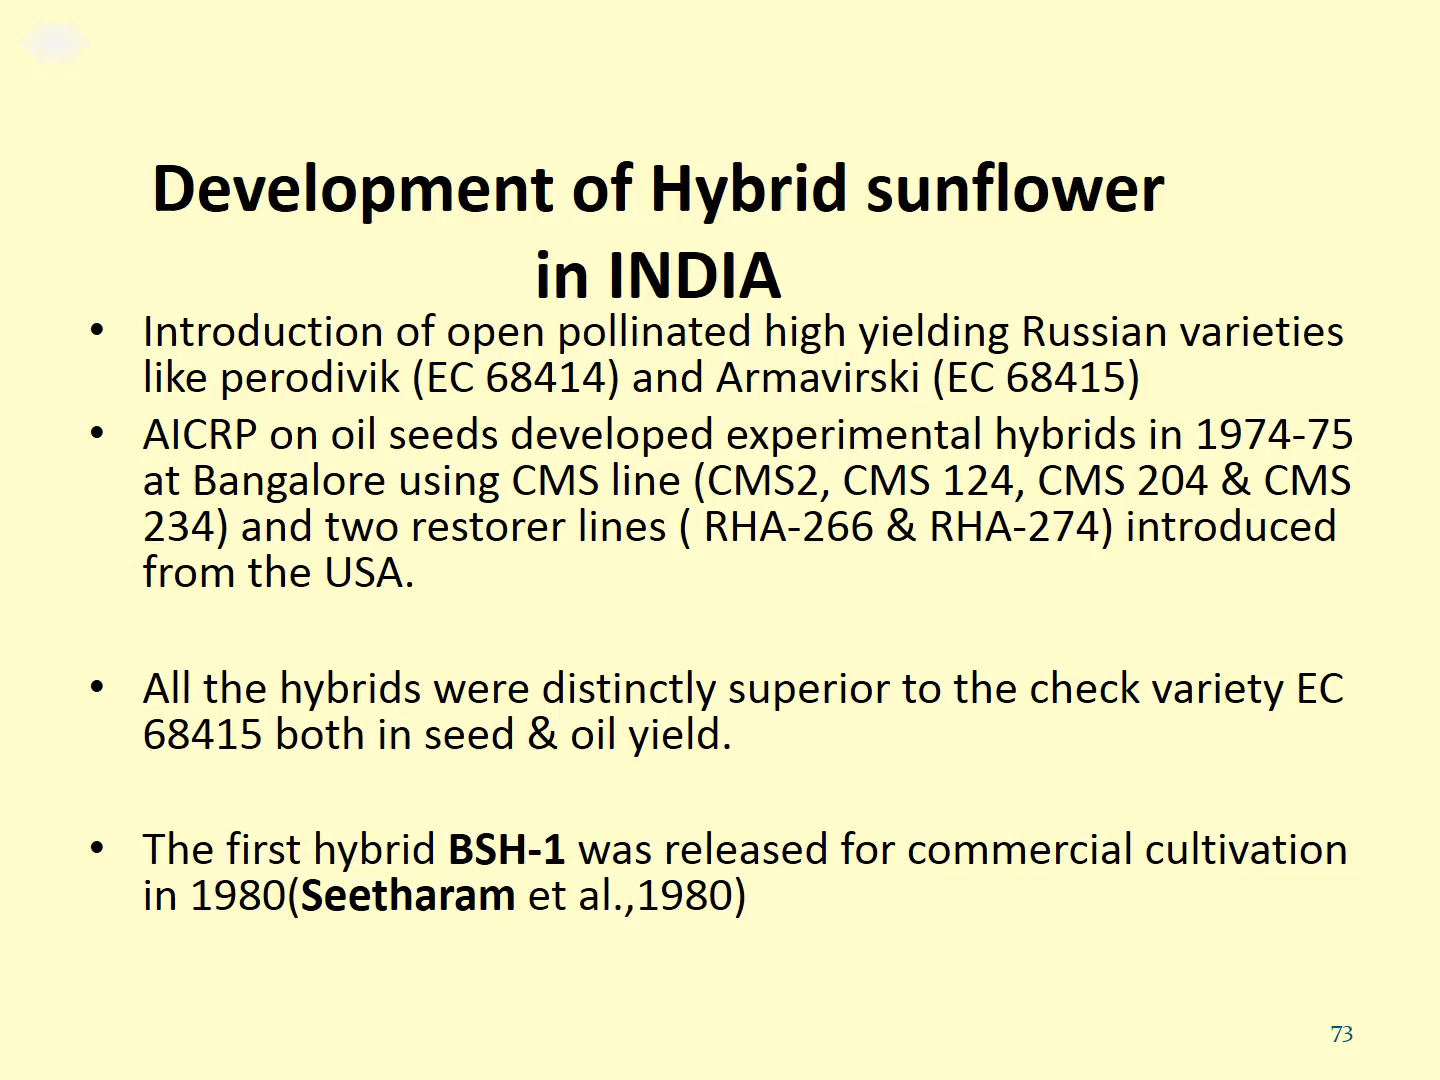 Development of Hybrid sunflower
in INDIA
• Introduction of open pollinated high yielding Russian varieties
like perodivik (EC 68414) and Armavirski (EC 68415)
• AICRP on oil seeds developed experimental hybrids in 1974-75
at Bangalore using CMS line (CMS2, CMS 124, CMS 204 & CMS
234) and two restorer lines ( RHA-266 & RHA-274) introduced
from the USA.
• All the hybrids were distinctly superior to the check variety EC
68415 both in seed & oil yield.
• The first hybrid BSH-1 was released for commercial cultivation
in 1980(Seetharam et al.,1980)
73